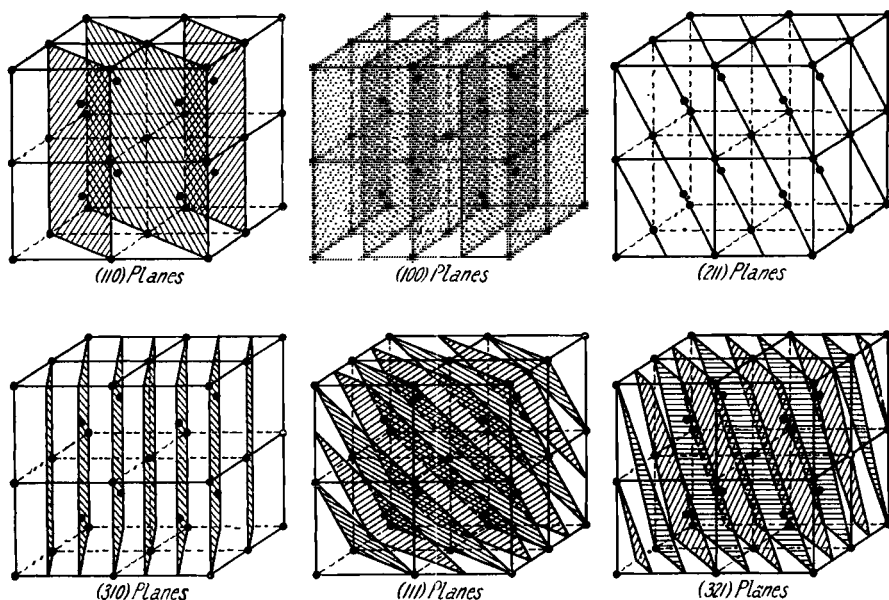 (110) Planes
(100) Planes
(211) Planes
(310) Planes
(111) Planes
(321) Planes